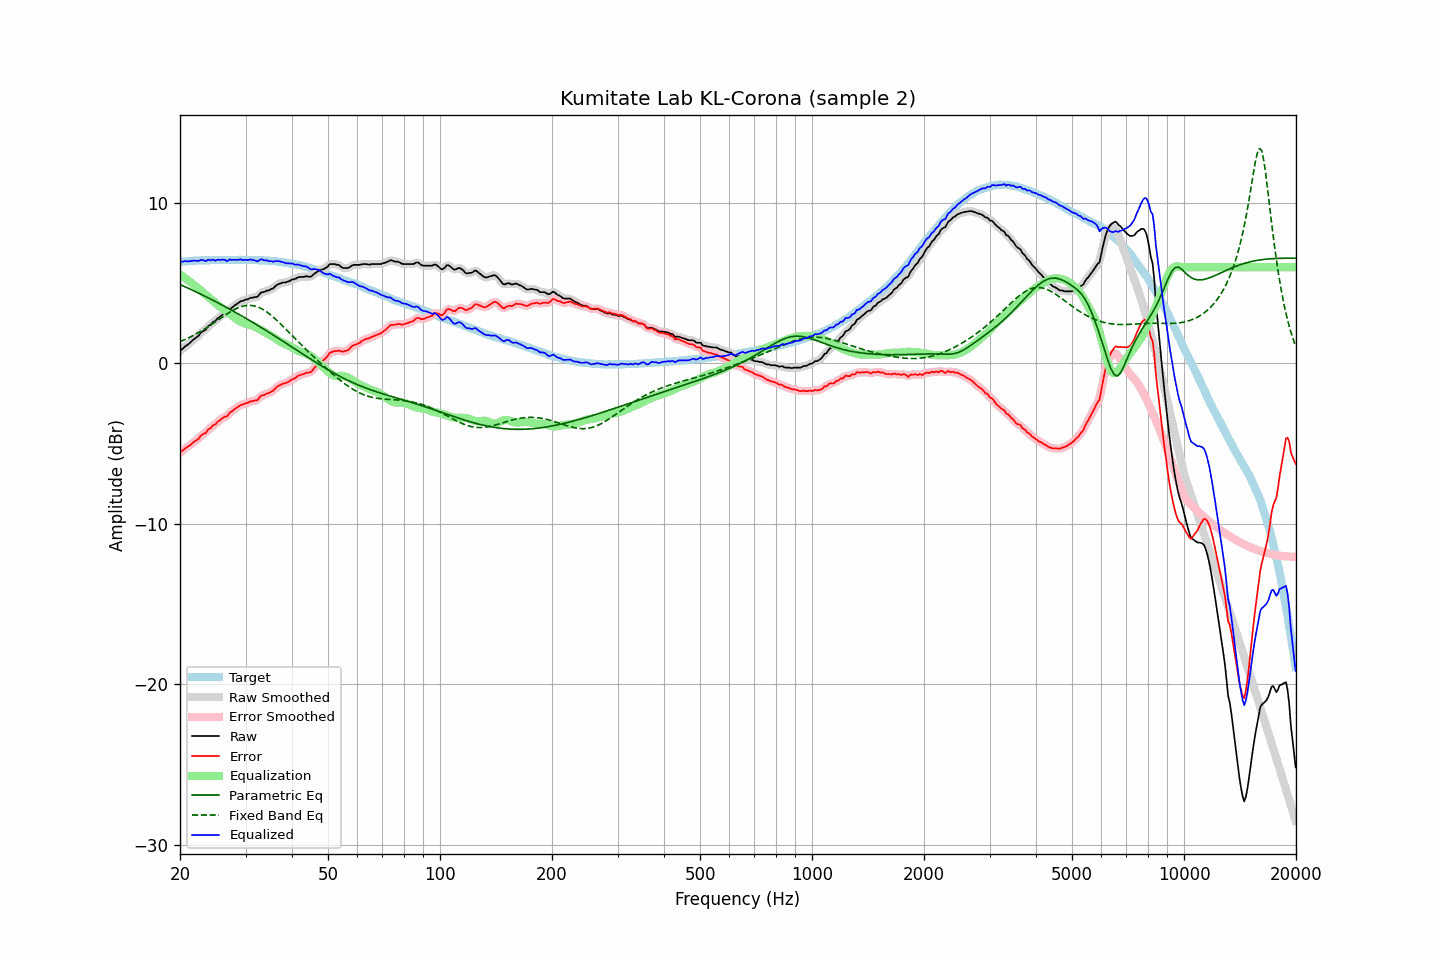 Kumitate Lab KL-Corona (sample 2)
Amplitude (dBr)
10
0
−10
−20
−30
Target
Raw Smoothed
Error Smoothed
Raw
Error
Equalization
Parametric Eq
Fixed Band Eq
Equalized
20 50 100 200 500 1000 2000 5000 10000 20000
Frequency (Hz)